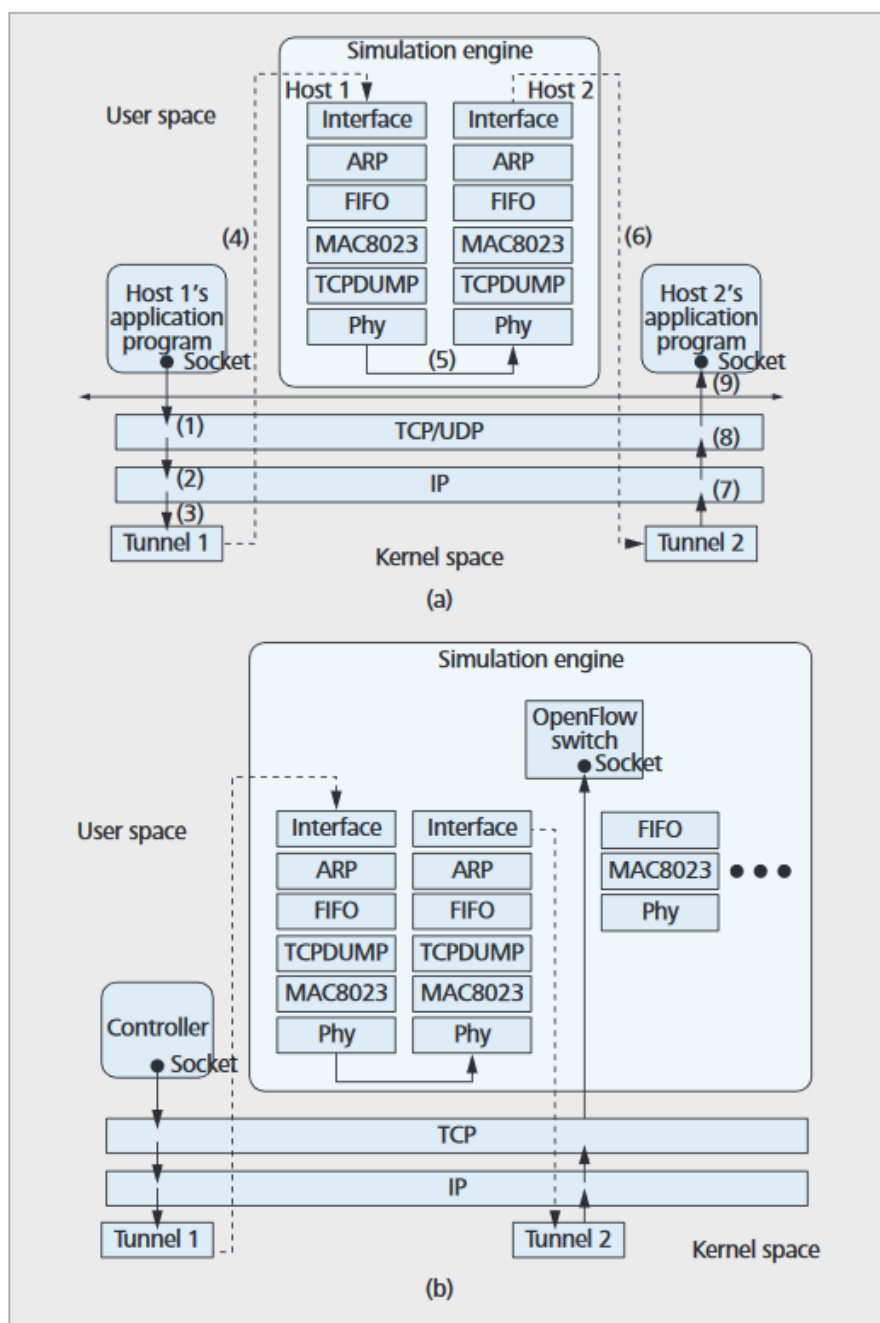 Simulation engine
Host 1
Host 2
User space
Interface
Interface
ARP
ARP
FIFO
FIFO
(4)
(6)
MAC8023
MAC8023
TCPDUMP
TCPDUMP
Host 1's
application
program
Host 2's
application
program
Phy
Phy
(5)
Socket
Socket
(9)
(1)
TCP/UDP
(8)
(2)
IP
(7)
(3)
Tunnel 1
Tunnel 2
Kernel space
(a)
Simulation engine
OpenFlow
switch
Socket
User space
Interface
Interface
FIFO
ARP
ARP
MAC8023
FIFO
FIFO
Phy
TCPDUMP
TCPDUMP
MAC8023
MAC8023
Controller
Phy
Phy
Socket
TCP
IP
Tunnel 1
Tunnel 2
Kernel space
(b)